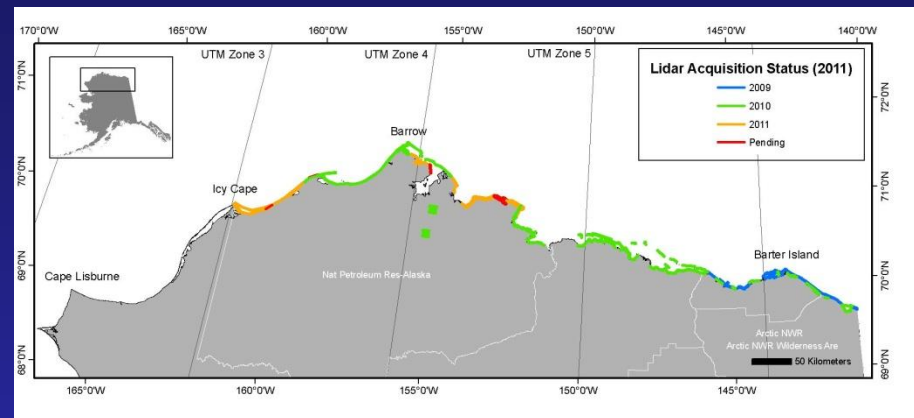 170°0'W
165°0'W
160°0'W
155°0'W
150°0'W
145°0'W
140°0'W
UTM Zone 3
UTM Zone 4
UTM Zone 5
Lidar Acquisition Status (2011)
2009
2010
2011
Pending
71°0'N
72°0'N
Barrow
70°0'N
71°0'N
Icy Cape
Cape Lisburne
Nat Petroleum Res-Alaska
Barter Island
69°0'N
70°0'N
Arctic NWR
Arctic NWR Wilderness Are
50 Kilometers
68°0'N
69°0'N
165°0'W
160°0'W
155°0'W
150°0'W
145°0'W